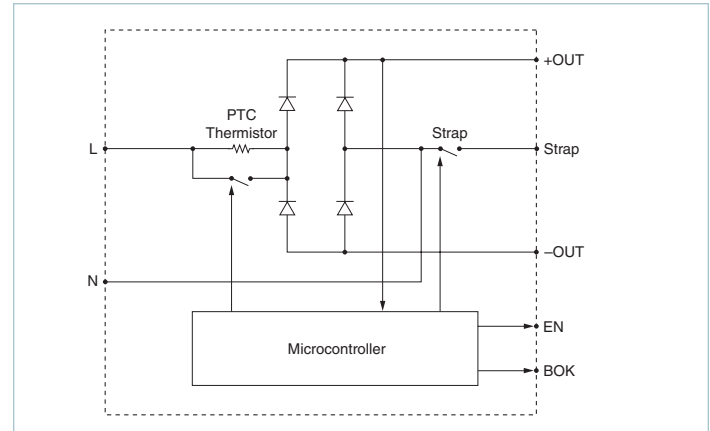 +OUT
PTC
Thermistor
Strap
L
Strap
–OUT
N
EN
Microcontroller
BOK